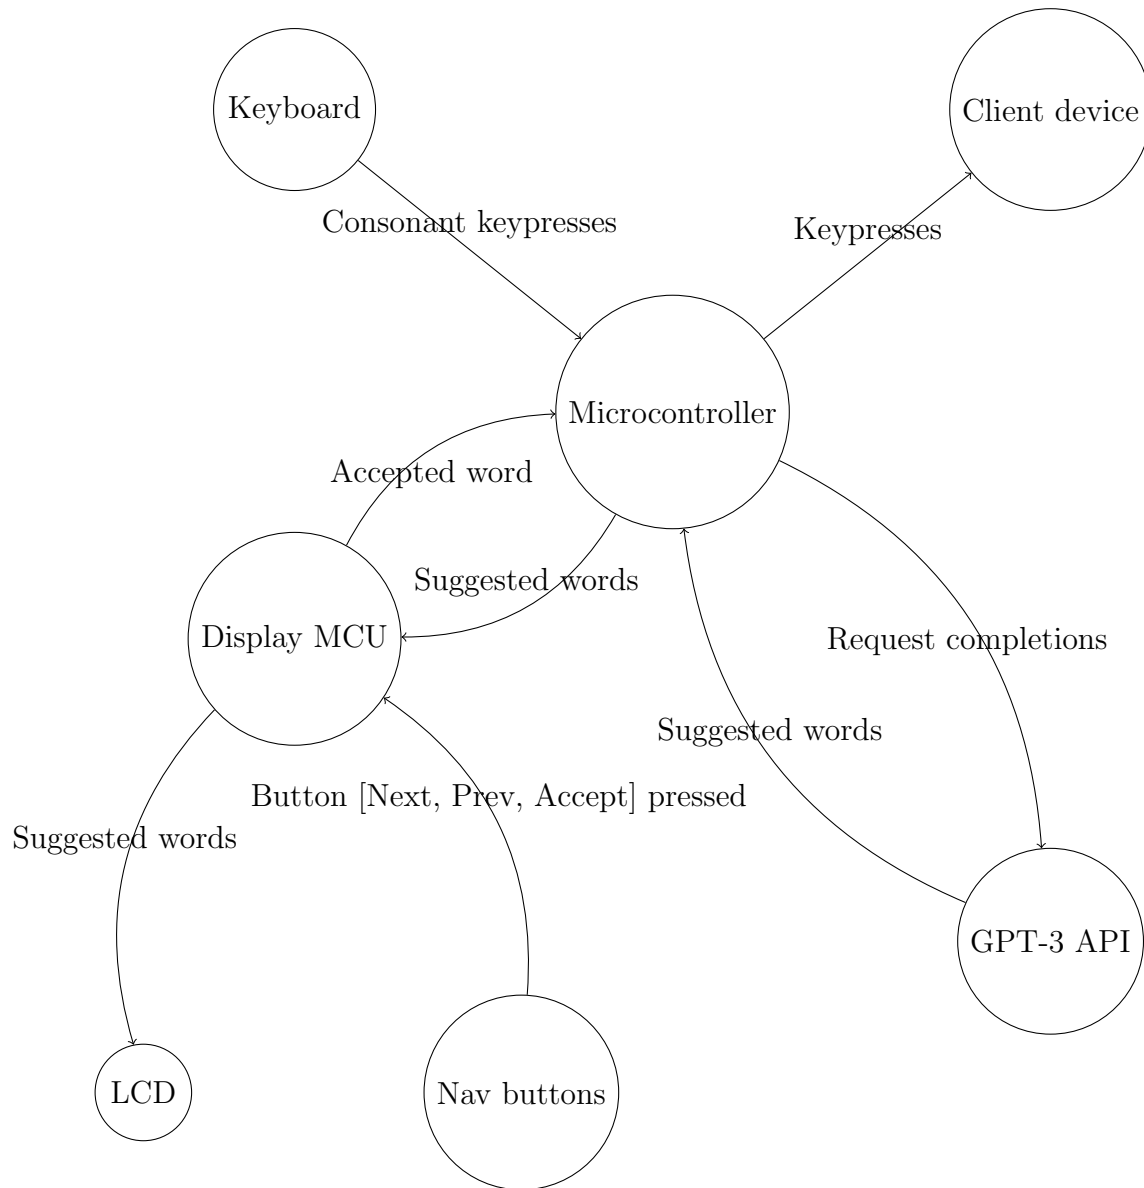 Keyboard
Client device
Consonant keypresses
Keypresses
Microcontroller
Accepted word
Suggested words
Display MCU
Request completions
Suggested words
Button [Next, Prev, Accept] pressed
Suggested words
GPT-3 API
LCD
Nav buttons